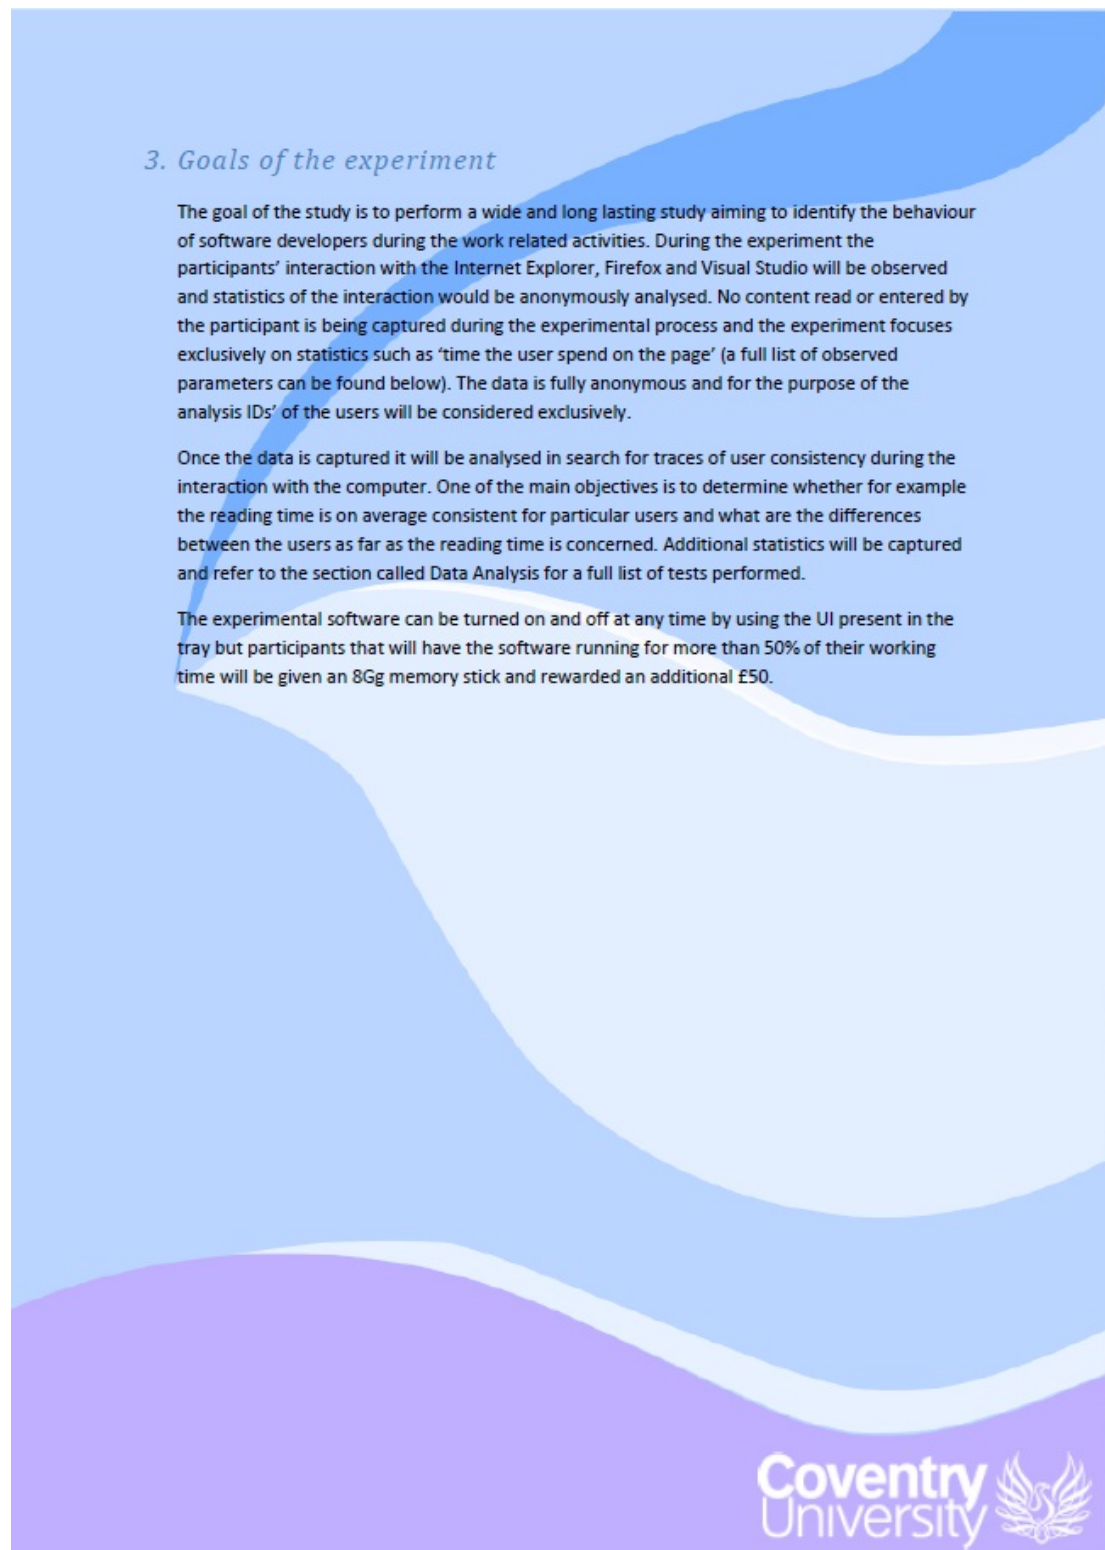 3. Goals of the experiment
The goal of the study is to perform a wide and long lasting study aiming to identify the behaviour
of software developers during the work related activities. During the experiment the
participants’ interaction with the Internet Explorer, Firefox and Visual Studio will be observed
and statistics of the interaction would be anonymously analysed. No content read or entered by
the participant is being captured during the experimental process and the experiment focuses
exclusively on statistics such as ‘time the user spend on the page’ (a full list of observed
parameters can be found below). The data is fully anonymous and for the purpose of the
analysis IDs’ of the users will be considered exclusively.
Once the data is captured it will be analysed in search for traces of user consistency during the
interaction with the computer. One of the main objectives is to determine whether for example
the reading time is on average consistent for particular users and what are the differences
between the users as far as the reading time is concerned. Additional statistics will be captured
and refer to the section called Data Analysis for a full list of tests performed.
The experimental software can be turned on and off at any time by using the UI present in the
tray but participants that will have the software running for more than 50% of their working
time will be given an 8Gg memory stick and rewarded an additional £50.
Coventry
University